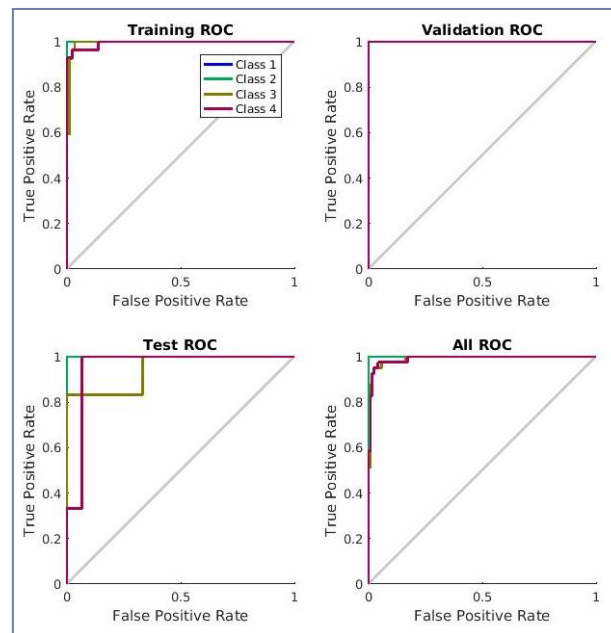 Training ROC
1
0.8
0.6
0.4
0.2
0
True Positive Rate
Class 1
Class 2
Class 3
Class 4
0 0.5 1
False Positive Rate
Validation ROC
1
0.8
0.6
0.4
0.2
0
True Positive Rate
0 0.5 1
False Positive Rate
Test ROC
1
0.8
0.6
0.4
0.2
0
True Positive Rate
0 0.5 1
False Positive Rate
All ROC
1
0.8
0.6
0.4
0.2
0
True Positive Rate
0 0.5 1
False Positive Rate